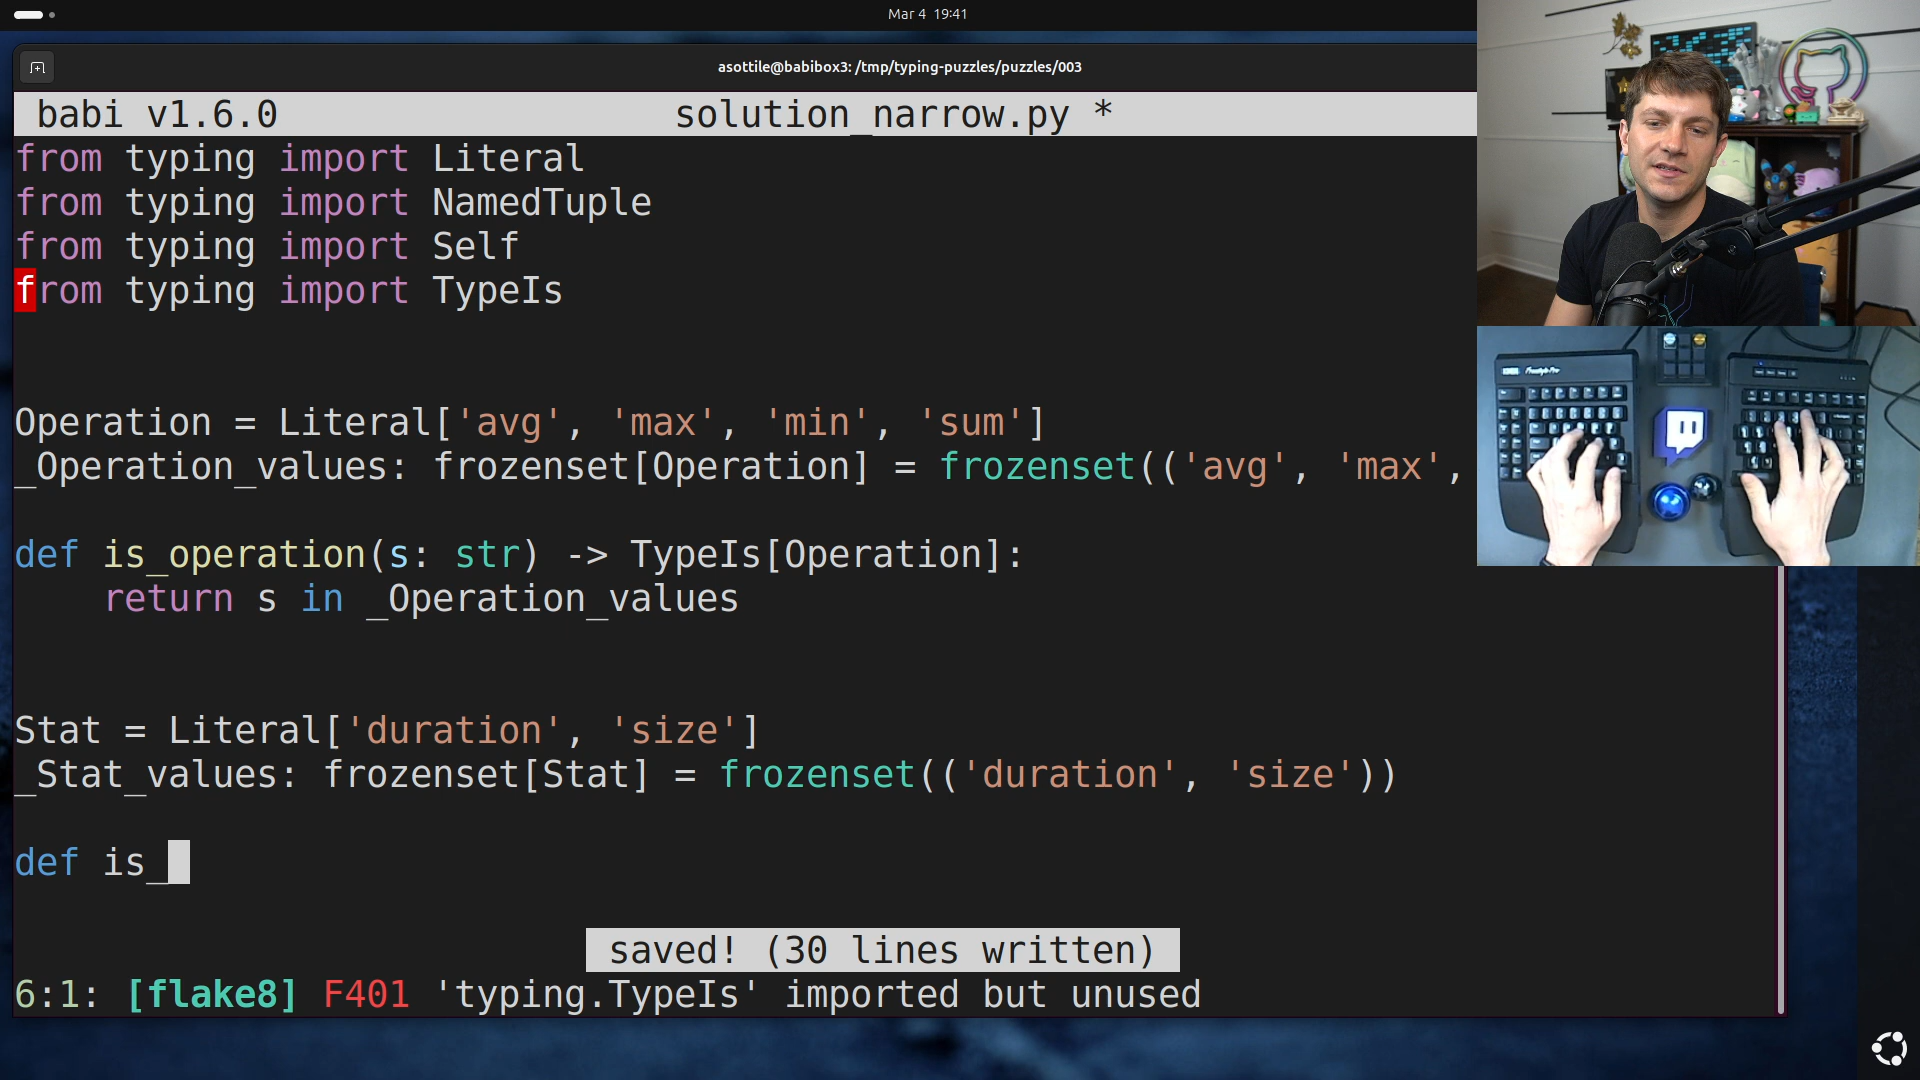 Mar 4 19:41
asottile@babibox3: /tmp/typing-puzzles/puzzles/003
babi v1.6.0 solution_narrow.py *
from typing import Literal
from typing import NamedTuple
from typing import Self
from typing import TypeIs
Operation = Literal['avg', 'max', 'min', 'sum']
_Operation_values: frozenset[Operation] = frozenset(('avg', 'max',
def is_operation(s: str) -> TypeIs[Operation]:
    return s in _Operation_values
Stat = Literal['duration', 'size']
_Stat_values: frozenset[Stat] = frozenset(('duration', 'size'))
def is_
saved! (30 lines written)
6:1: [flake8] F401 'typing.TypeIs' imported but unused